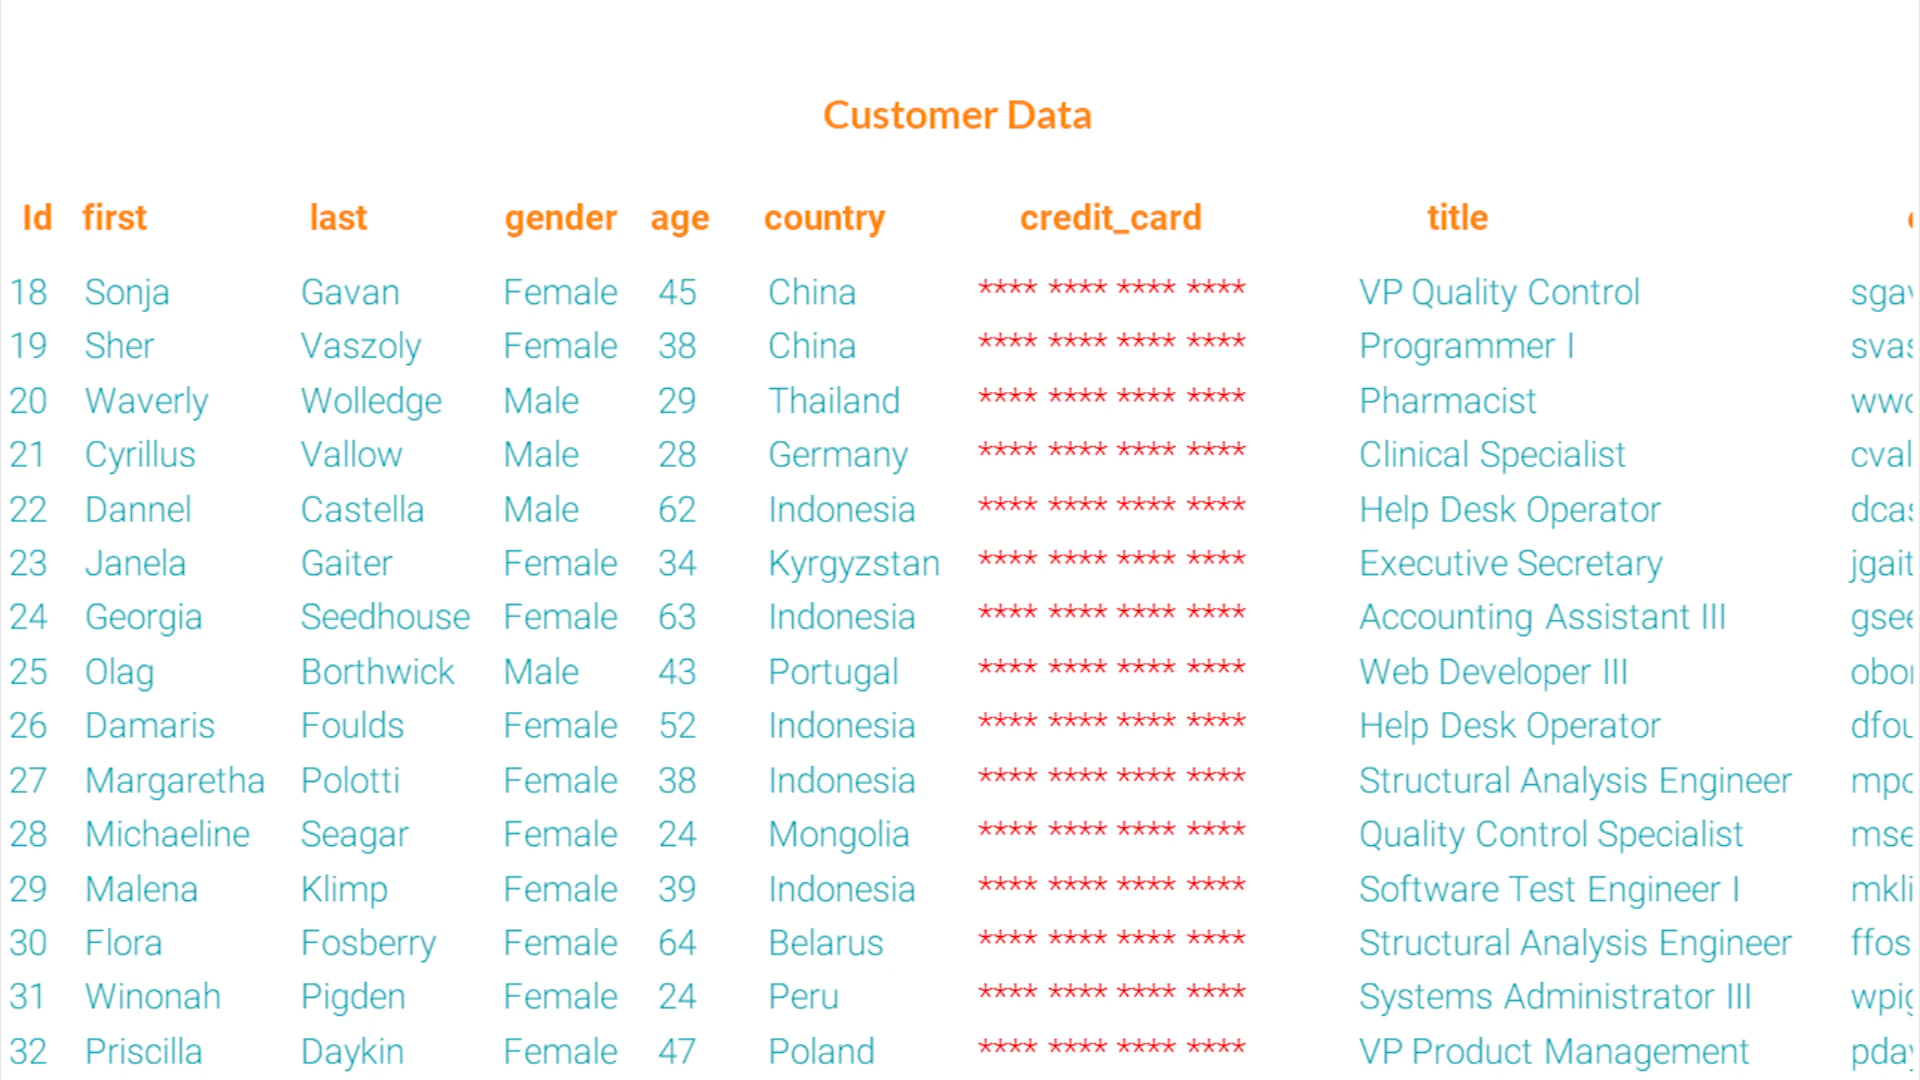 Customer Data
Id first last gender age country credit_card title
18 Sonja Gavan Female 45 China **** **** **** **** VP Quality Control
19 Sher Vaszoly Female 38 China **** **** **** **** Programmer I
20 Waverly Wolledge Male 29 Thailand **** **** **** **** Pharmacist
21 Cyrillus Vallow Male 28 Germany **** **** **** **** Clinical Specialist
22 Dannel Castella Male 62 Indonesia **** **** **** **** Help Desk Operator
23 Janela Gaiter Female 34 Kyrgyzstan **** **** **** **** Executive Secretary
24 Georgia Seedhouse Female 63 Indonesia **** **** **** **** Accounting Assistant III
25 Olag Borthwick Male 43 Portugal **** **** **** **** Web Developer III
26 Damaris Foulds Female 52 Indonesia **** **** **** **** Help Desk Operator
27 Margaretha Polotti Female 38 Indonesia **** **** **** **** Structural Analysis Engineer
28 Michaeline Seagar Female 24 Mongolia **** **** **** **** Quality Control Specialist
29 Malena Klimp Female 39 Indonesia **** **** **** **** Software Test Engineer I
30 Flora Fosberry Female 64 Belarus **** **** **** **** Structural Analysis Engineer
31 Winonah Pigden Female 24 Peru **** **** **** **** Systems Administrator III
32 Priscilla Daykin Female 47 Poland **** **** **** **** VP Product Management